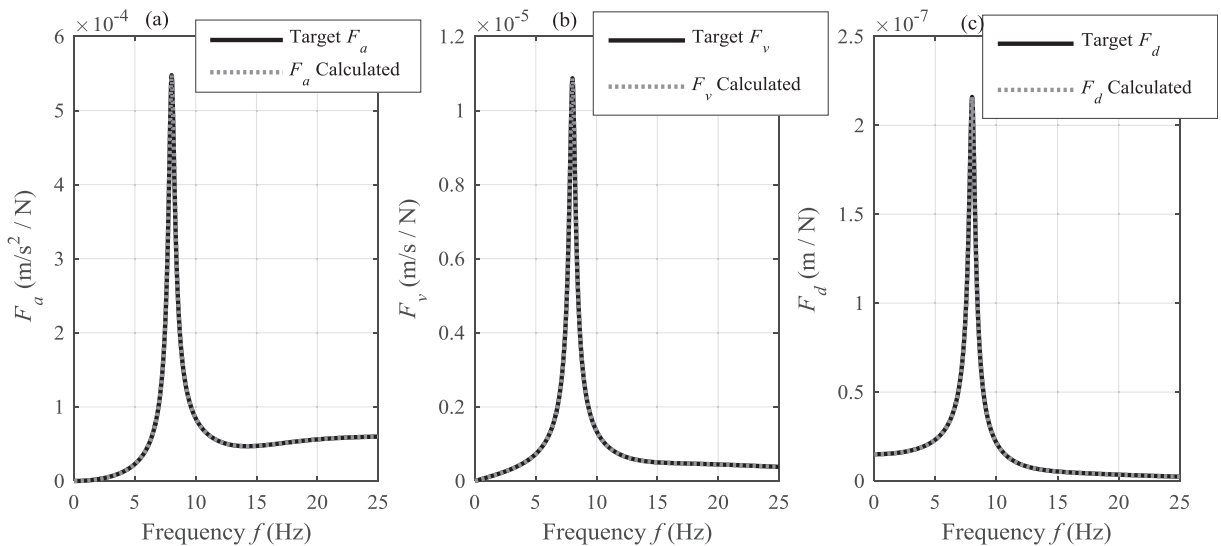 ×10⁻⁴
(a)
Target Fₐ
Fₐ Calculated
6
5
4
3
2
1
0
0 5 10 15 20 25
Fₐ (m/s² / N)
Frequency f (Hz)
×10⁻⁵
(b)
Target Fᵥ
Fᵥ Calculated
1.2
1
0.8
0.6
0.4
0.2
0
0 5 10 15 20 25
Fᵥ (m/s / N)
Frequency f (Hz)
×10⁻⁷
(c)
Target F_d
F_d Calculated
2.5
2
1.5
1
0.5
0
0 5 10 15 20 25
F_d (m / N)
Frequency f (Hz)